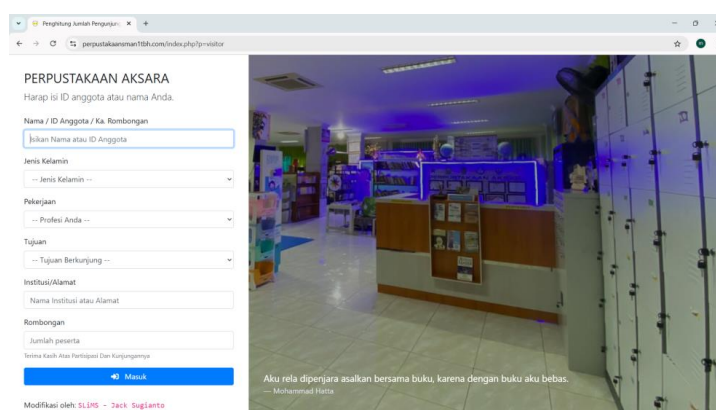 Penghitung Jumlah Pengunjung
perpustakaansman1tbh.com/index.php?p=visitor
PERPUSTAKAAN AKSARA
Harap isi ID anggota atau nama Anda.
Nama / ID Anggota / Ka. Rombongan
Isikan Nama atau ID Anggota
Jenis Kelamin
-- Jenis Kelamin --
Pekerjaan
-- Profesi Anda --
Tujuan
-- Tujuan Berkunjung --
Institusi/Alamat
Nama Institusi atau Alamat
Rombongan
Jumlah peserta
Terima Kasih Atas Partisipasi Dan Kunjungannya
Masuk
Modifikasi oleh: SLiMS - Jack Sugianto
Aku rela dipenjara asalkan bersama buku, karena dengan buku aku bebas.
— Mohammad Hatta